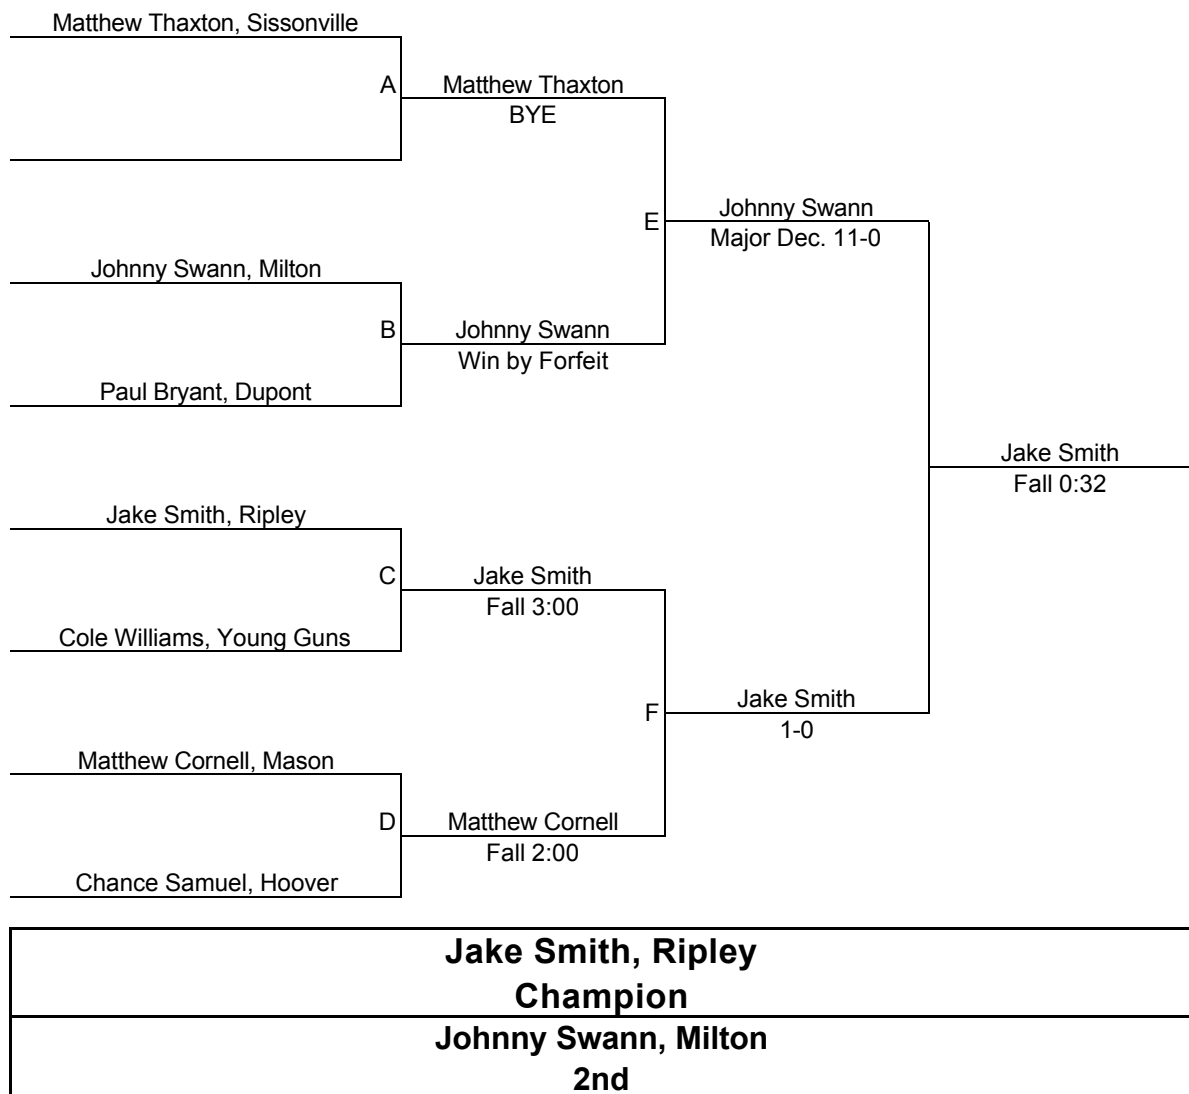 Matthew Thaxton, Sissonville
A
Matthew Thaxton
BYE
E
Johnny Swann
Major Dec. 11-0
Johnny Swann, Milton
B
Johnny Swann
Win by Forfeit
Paul Bryant, Dupont
Jake Smith
Fall 0:32
Jake Smith, Ripley
C
Jake Smith
Fall 3:00
Cole Williams, Young Guns
F
Jake Smith
1-0
Matthew Cornell, Mason
D
Matthew Cornell
Fall 2:00
Chance Samuel, Hoover
Jake Smith, Ripley
Champion
Johnny Swann, Milton
2nd